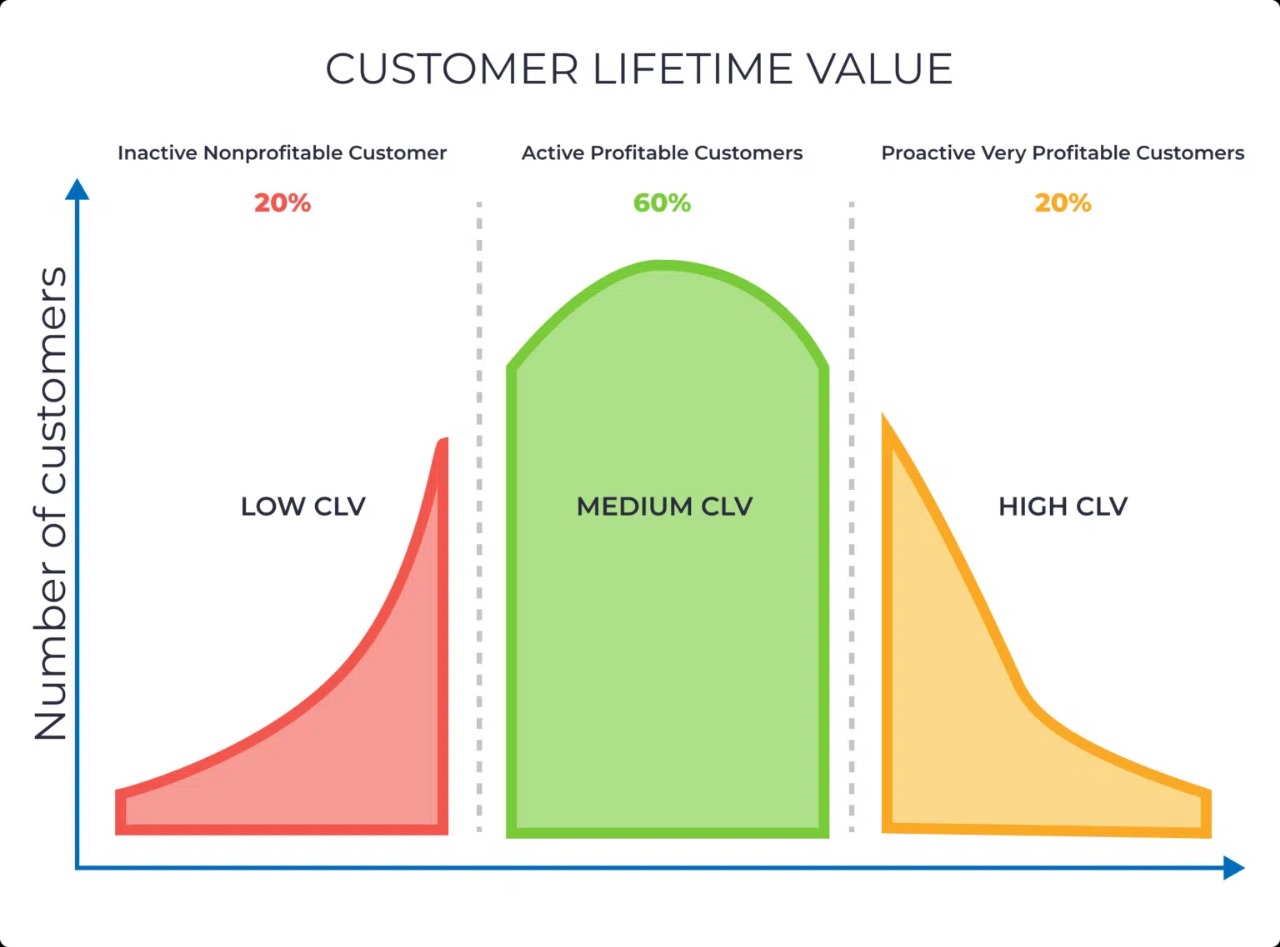 CUSTOMER LIFETIME VALUE
Inactive Nonprofitable Customer
20%
Active Profitable Customers
60%
Proactive Very Profitable Customers
20%
Number of customers
LOW CLV
MEDIUM CLV
HIGH CLV